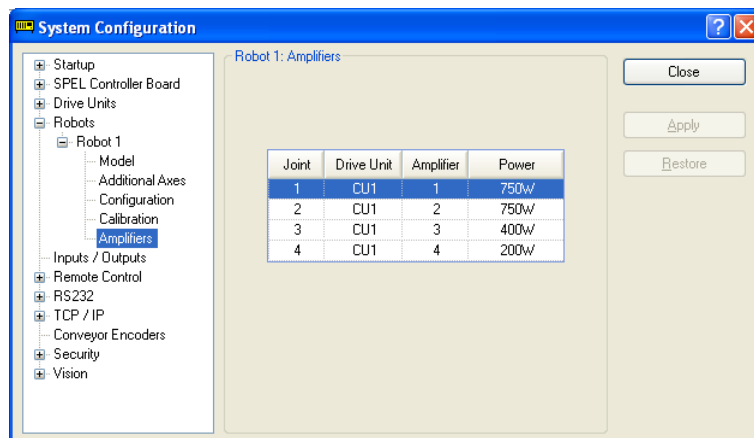 System Configuration
Startup
SPEL Controller Board
Drive Units
Robots
Robot 1
Model
Additional Axes
Configuration
Calibration
Amplifiers
Inputs / Outputs
Remote Control
RS232
TCP / IP
Conveyor Encoders
Security
Vision
Robot 1: Amplifiers
Joint Drive Unit Amplifier Power
1 CU1 1 750W
2 CU1 2 750W
3 CU1 3 400W
4 CU1 4 200W
Close
Apply
Restore